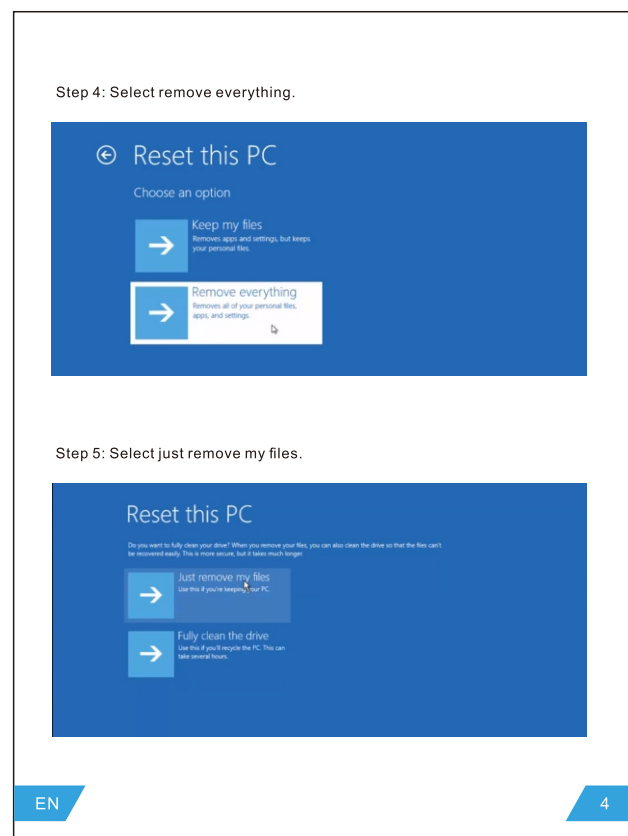 Step 4: Select remove everything.
Reset this PC
Choose an option
Keep my files
Removes apps and settings, but keeps
your personal files.
Remove everything
Removes all of your personal files,
apps, and settings.
Step 5: Select just remove my files.
Reset this PC
Do you want to fully clean your drive? When you remove your files, you can also clean the drive so that the files can't
be recovered easily. This is more secure, but it takes much longer.
Just remove my files
Use this if you're keeping your PC.
Fully clean the drive
Use this if you'll recycle the PC. This can
take several hours.
EN
4